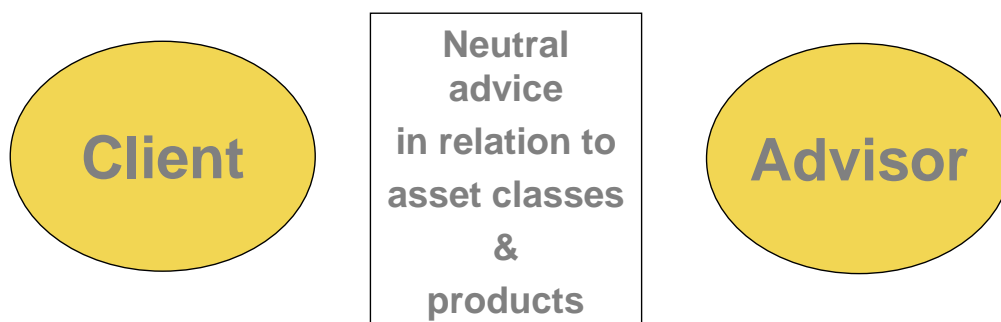 Client
Neutral
advice
in relation to
asset classes
&
products
Advisor